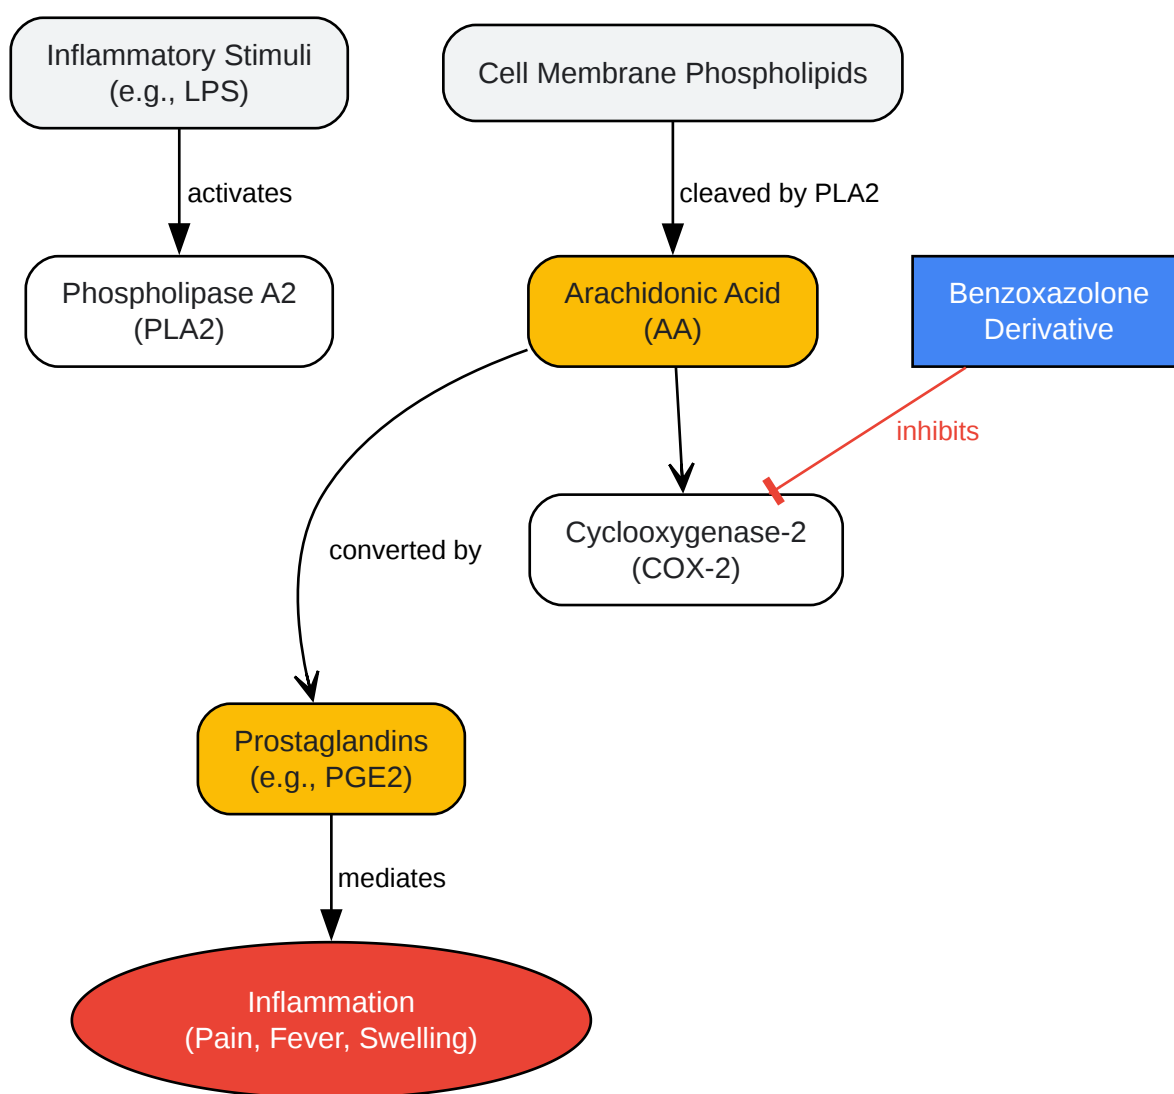 Inflammatory Stimuli
(e.g., LPS)
Cell Membrane Phospholipids
activates
cleaved by PLA2
Phospholipase A2
(PLA2)
Arachidonic Acid
(AA)
Benzoxazolone
Derivative
inhibits
Cyclooxygenase-2
(COX-2)
converted by
Prostaglandins
(e.g., PGE2)
mediates
Inflammation
(Pain, Fever, Swelling)